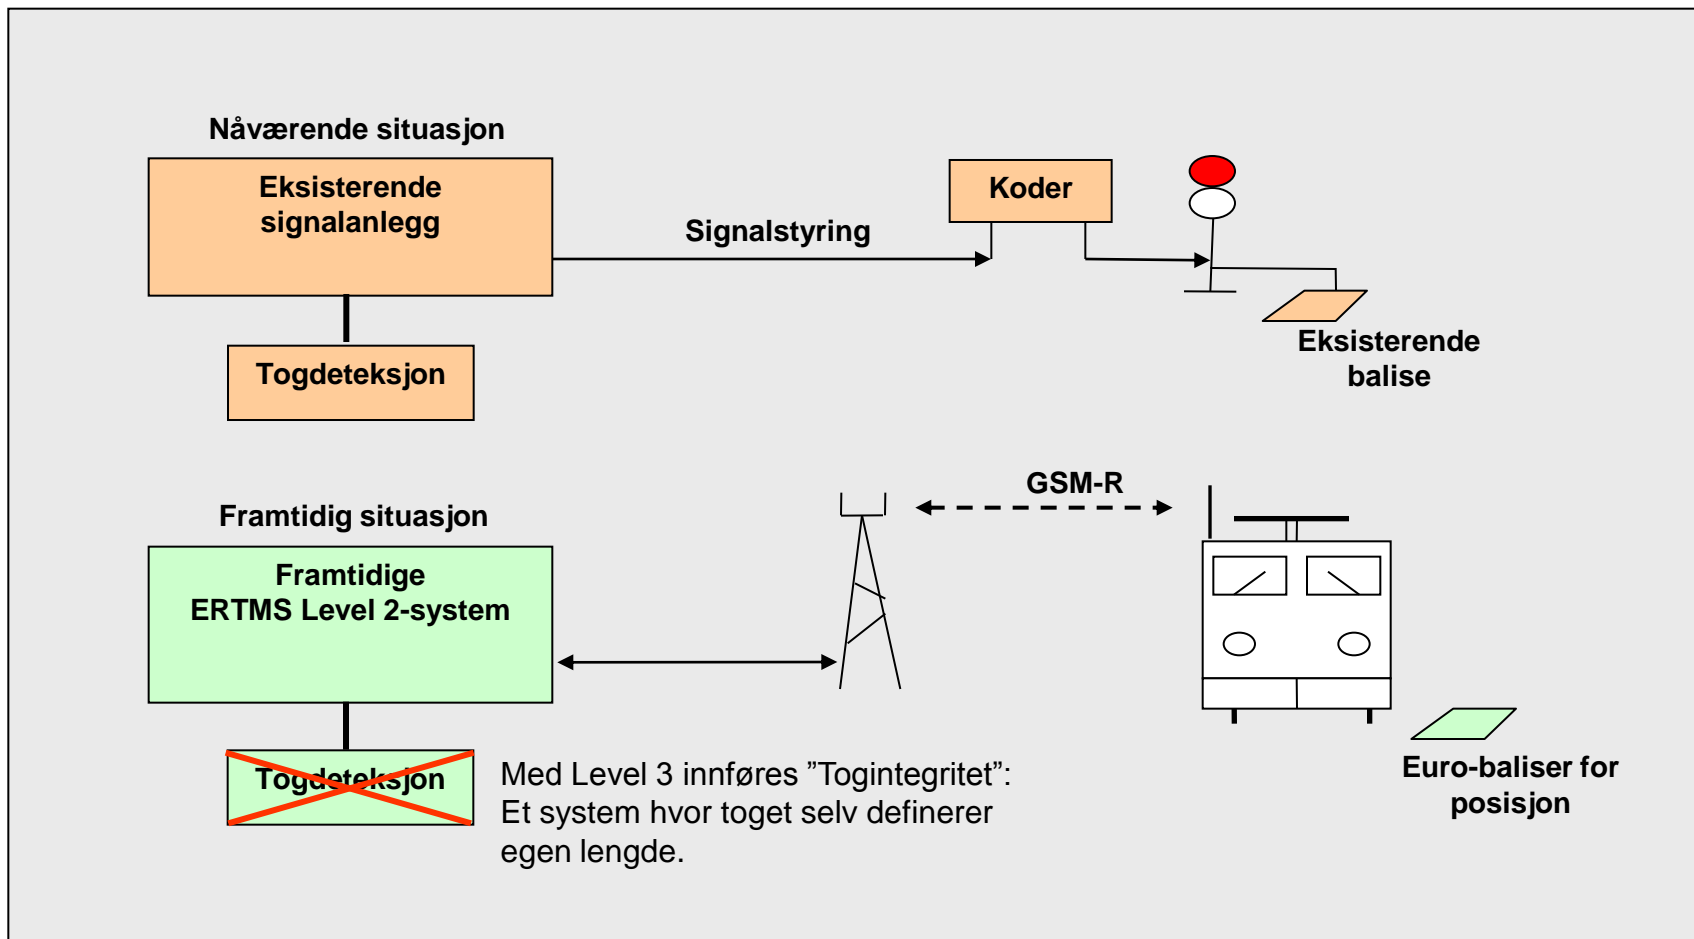 Nåværende situasjon
Eksisterende
signalanlegg
Togdeteksjon
Signalstyring
Koder
Eksisterende
balise
Framtidig situasjon
Framtidige
ERTMS Level 2-system
Togdeteksjon
Med Level 3 innføres ”Togintegritet”:
Et system hvor toget selv definerer
egen lengde.
GSM-R
Euro-baliser for
posisjon